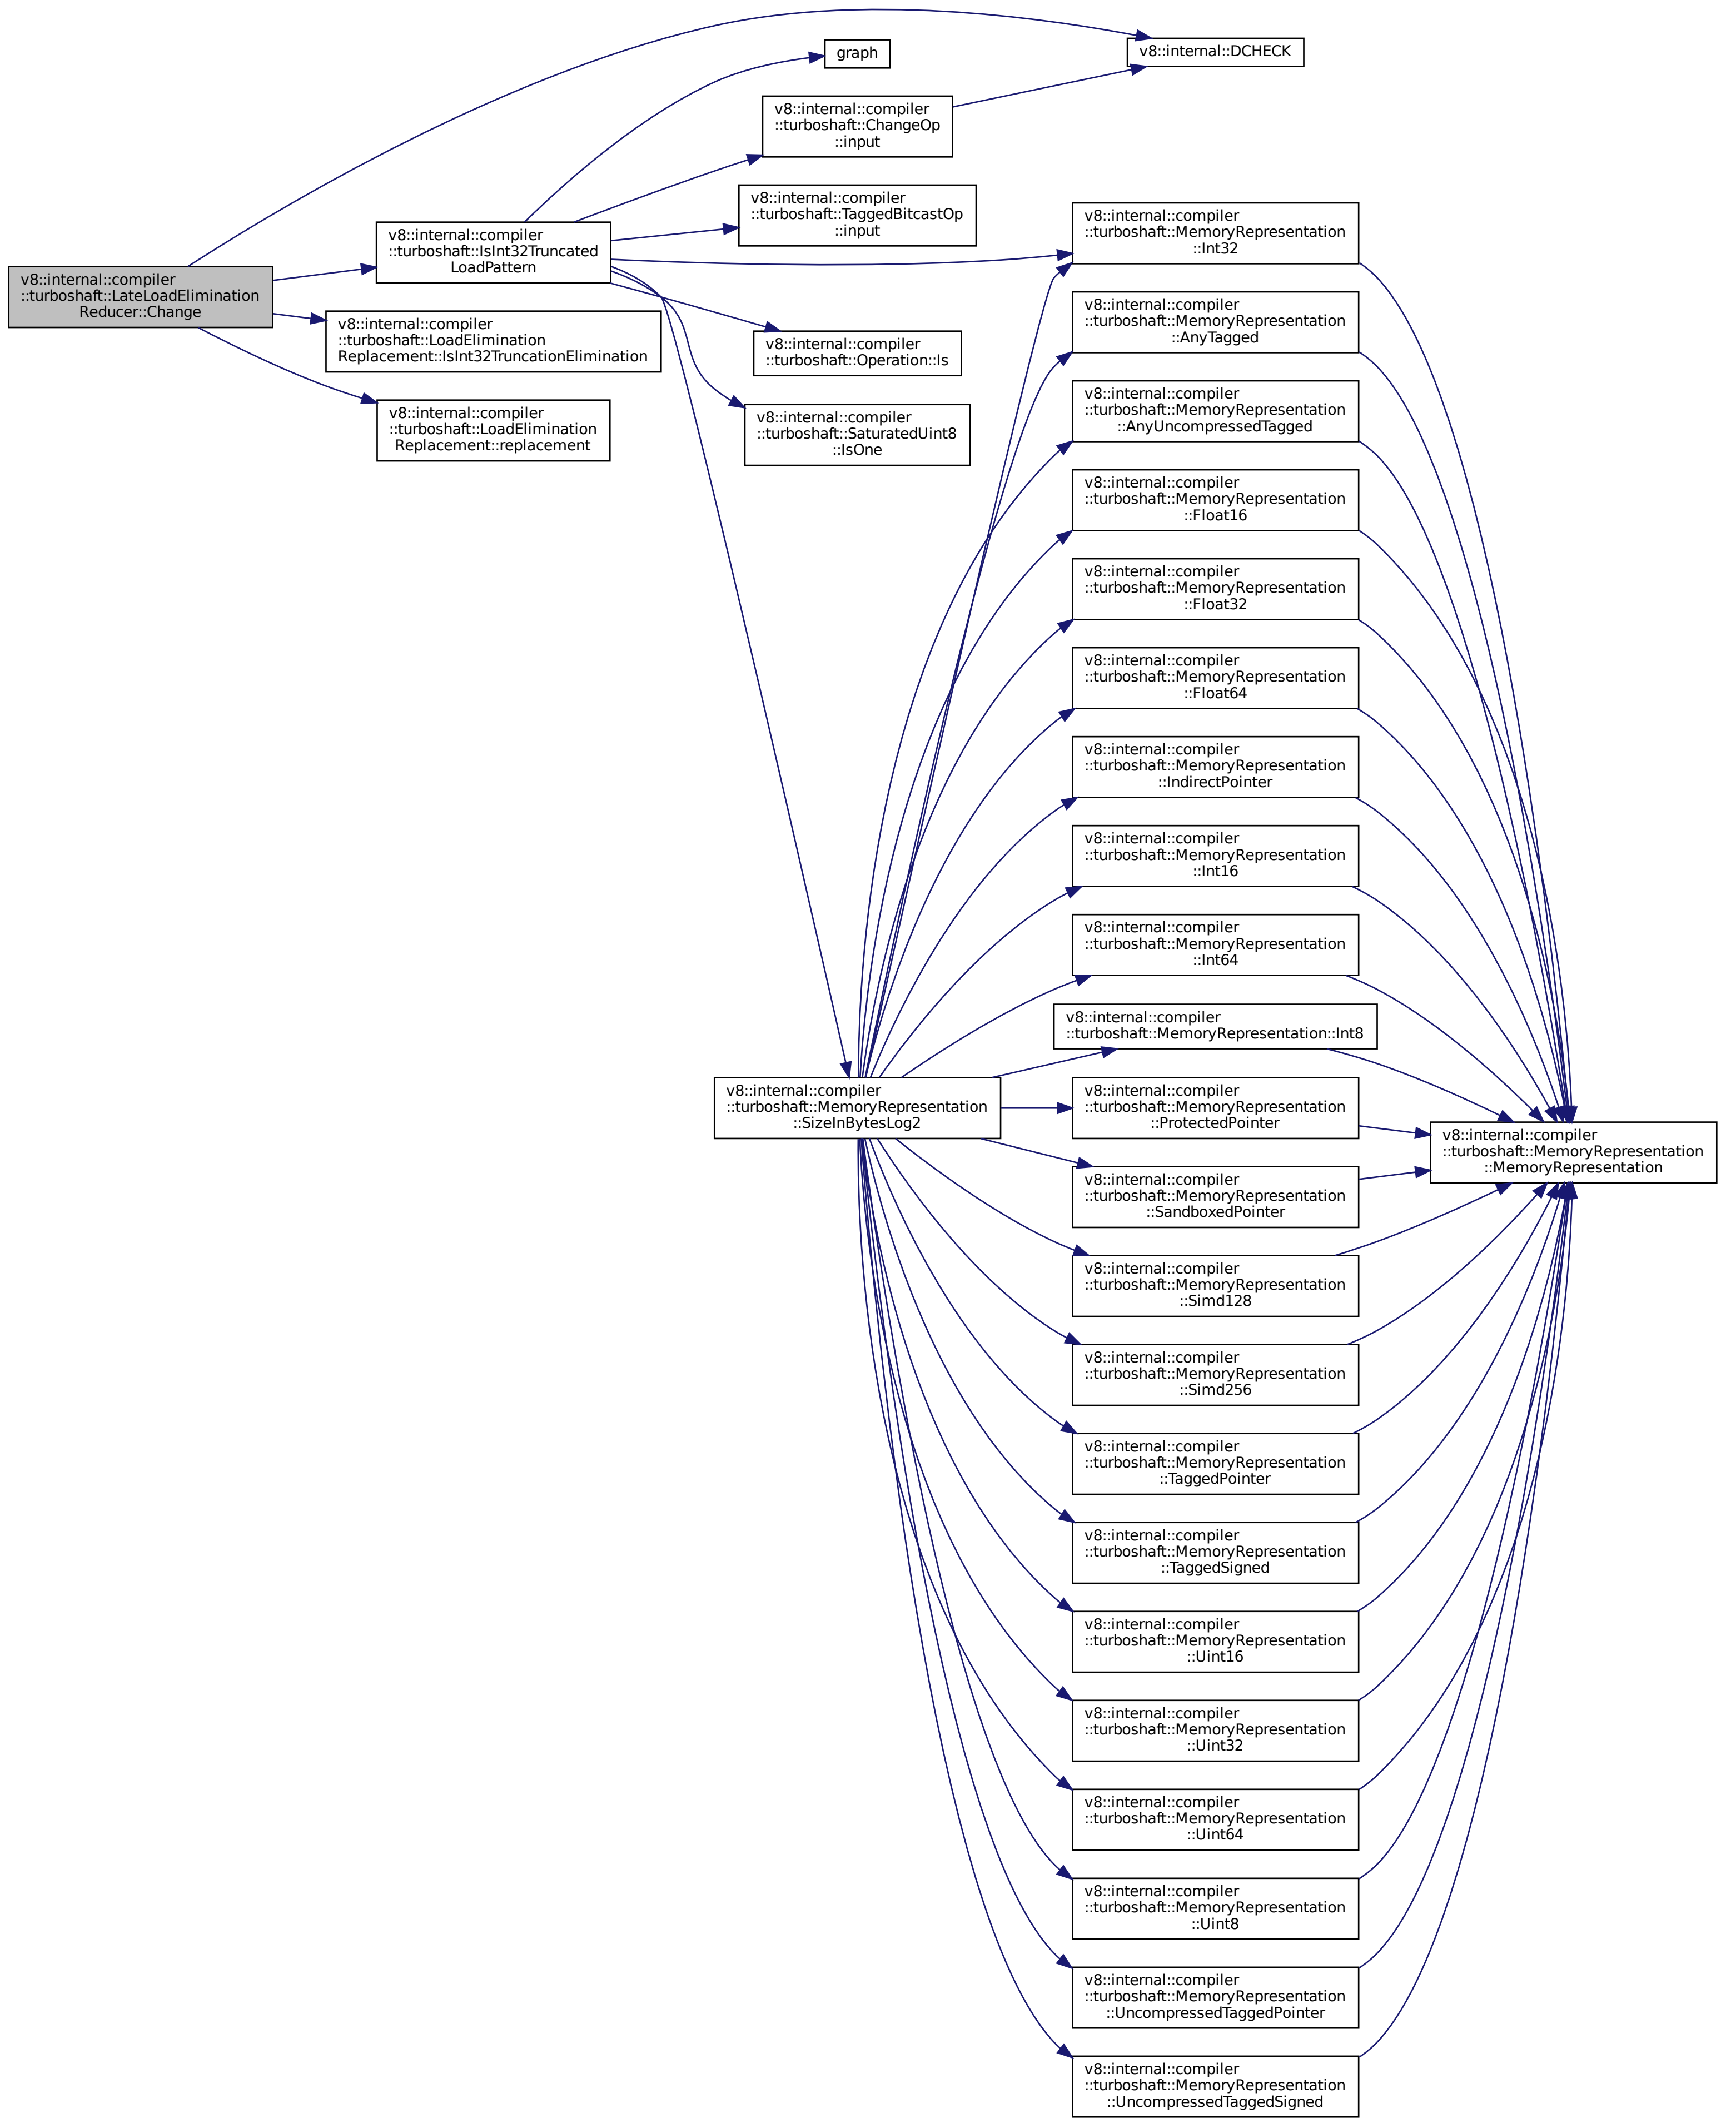 v8::internal::compiler
::turboshaft::LateLoadElimination
Reducer::Change
v8::internal::DCHECK
graph
v8::internal::compiler
::turboshaft::ChangeOp
::input
v8::internal::compiler
::turboshaft::TaggedBitcastOp
::input
v8::internal::compiler
::turboshaft::IsInt32Truncated
LoadPattern
v8::internal::compiler
::turboshaft::LoadElimination
Replacement::IsInt32TruncationElimination
v8::internal::compiler
::turboshaft::LoadElimination
Replacement::replacement
v8::internal::compiler
::turboshaft::Operation::Is
v8::internal::compiler
::turboshaft::SaturatedUint8
::IsOne
v8::internal::compiler
::turboshaft::MemoryRepresentation
::SizeInBytesLog2
v8::internal::compiler
::turboshaft::MemoryRepresentation
::Int32
v8::internal::compiler
::turboshaft::MemoryRepresentation
::AnyTagged
v8::internal::compiler
::turboshaft::MemoryRepresentation
::AnyUncompressedTagged
v8::internal::compiler
::turboshaft::MemoryRepresentation
::Float16
v8::internal::compiler
::turboshaft::MemoryRepresentation
::Float32
v8::internal::compiler
::turboshaft::MemoryRepresentation
::Float64
v8::internal::compiler
::turboshaft::MemoryRepresentation
::IndirectPointer
v8::internal::compiler
::turboshaft::MemoryRepresentation
::Int16
v8::internal::compiler
::turboshaft::MemoryRepresentation
::Int64
v8::internal::compiler
::turboshaft::MemoryRepresentation::Int8
v8::internal::compiler
::turboshaft::MemoryRepresentation
::ProtectedPointer
v8::internal::compiler
::turboshaft::MemoryRepresentation
::SandboxedPointer
v8::internal::compiler
::turboshaft::MemoryRepresentation
::Simd128
v8::internal::compiler
::turboshaft::MemoryRepresentation
::Simd256
v8::internal::compiler
::turboshaft::MemoryRepresentation
::TaggedPointer
v8::internal::compiler
::turboshaft::MemoryRepresentation
::TaggedSigned
v8::internal::compiler
::turboshaft::MemoryRepresentation
::Uint16
v8::internal::compiler
::turboshaft::MemoryRepresentation
::Uint32
v8::internal::compiler
::turboshaft::MemoryRepresentation
::Uint64
v8::internal::compiler
::turboshaft::MemoryRepresentation
::Uint8
v8::internal::compiler
::turboshaft::MemoryRepresentation
::UncompressedTaggedPointer
v8::internal::compiler
::turboshaft::MemoryRepresentation
::UncompressedTaggedSigned
v8::internal::compiler
::turboshaft::MemoryRepresentation
::MemoryRepresentation